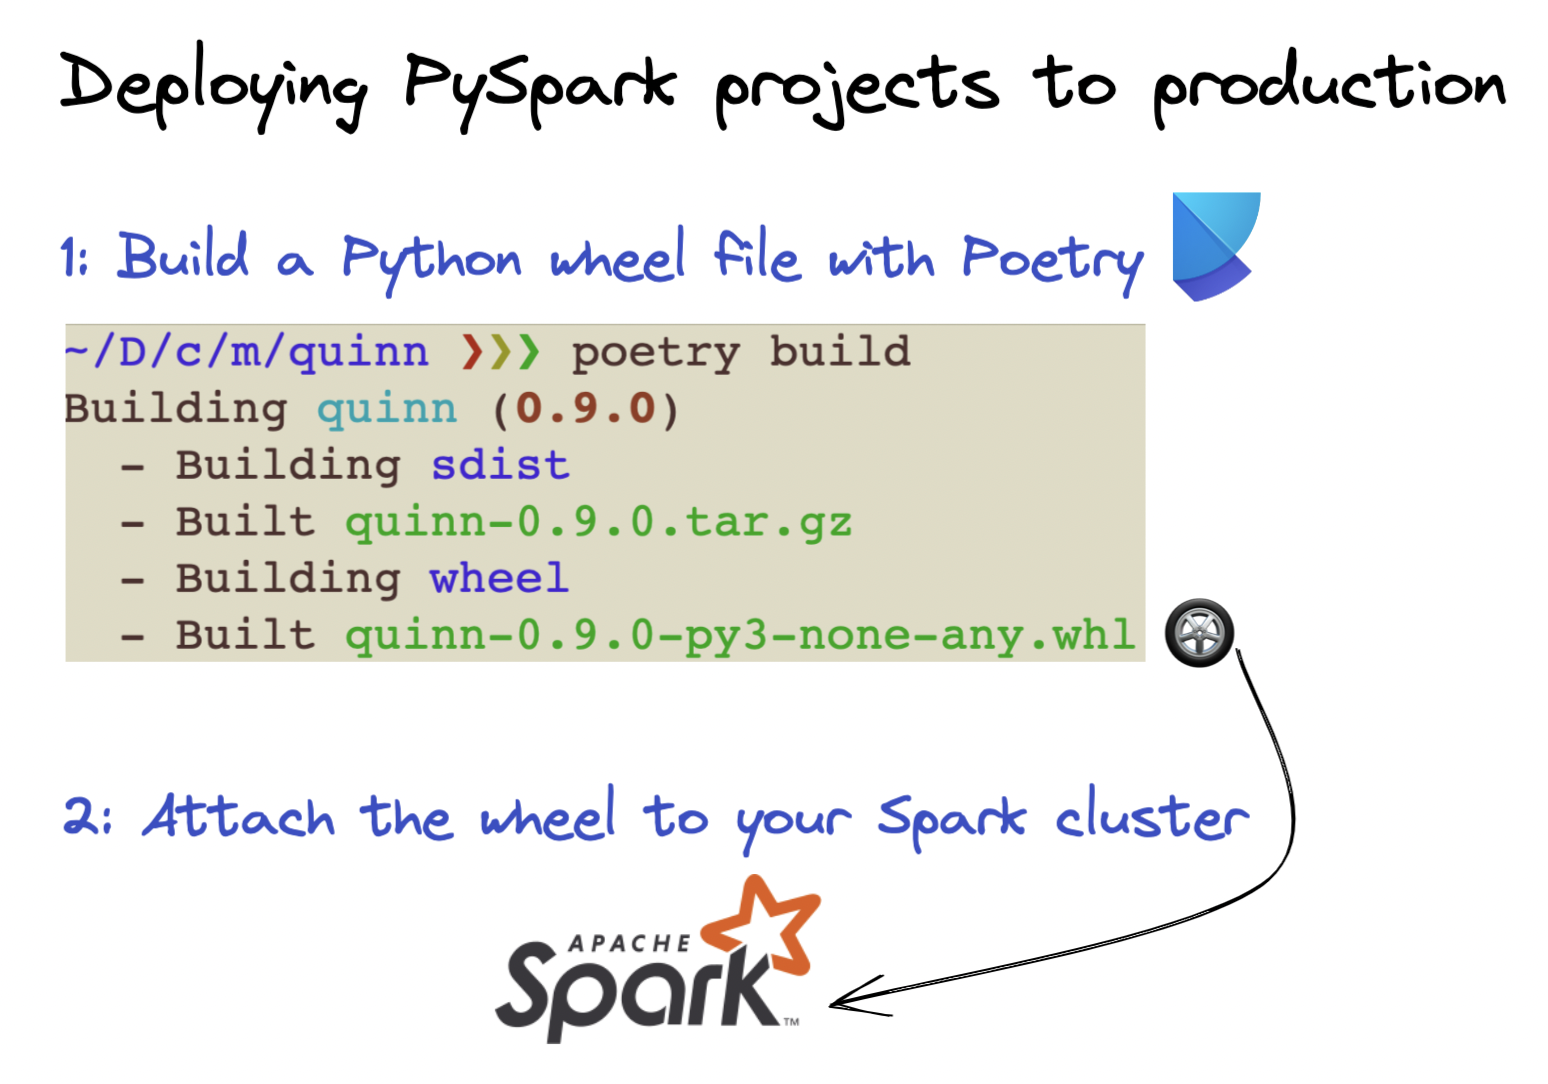 Deploying PySpark projects to production
1: Build a Python wheel file with Poetry
~/D/c/m/quinn ❯❯❯ poetry build
Building quinn (0.9.0)
  - Building sdist
  - Built quinn-0.9.0.tar.gz
  - Building wheel
  - Built quinn-0.9.0-py3-none-any.whl
2: Attach the wheel to your Spark cluster
APACHE
Spark™